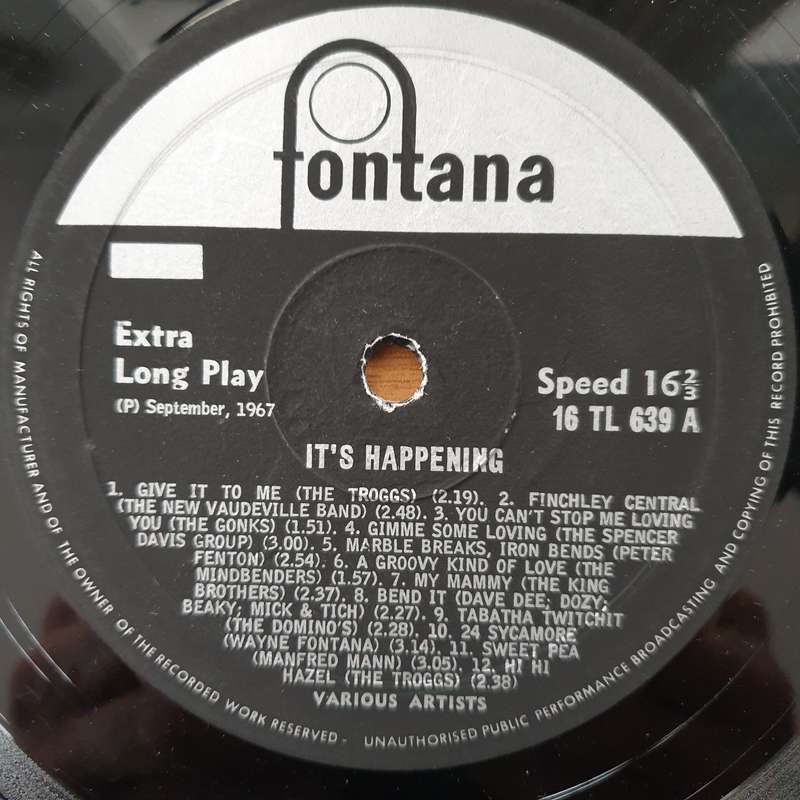 fontana
Extra
Long Play
(P) September, 1967
Speed 16⅔
16 TL 639 A
IT'S HAPPENING
1. GIVE IT TO ME (THE TROGGS) (2.19). 2. FINCHLEY CENTRAL
(THE NEW VAUDEVILLE BAND) (2.48). 3. YOU CAN'T STOP ME LOVING
YOU (THE GONKS) (1.51). 4. GIMME SOME LOVING (THE SPENCER
DAVIS GROUP) (3.00). 5. MARBLE BREAKS, IRON BENDS (PETER
FENTON) (2.54). 6. A GROOVY KIND OF LOVE (THE
MINDBENDERS) (1.57). 7. MY MAMMY (THE KING
BROTHERS) (2.37). 8. BEND IT (DAVE DEE; DOZY,
BEAKY; MICK & TICH) (2.27). 9. TABATHA TWITCHIT
(THE DOMINO'S) (2.28). 10. 24 SYCAMORE
(WAYNE FONTANA) (3.14). 11. SWEET PEA
(MANFRED MANN) (3.05). 12. HI HI
HAZEL (THE TROGGS) (2.38)
VARIOUS ARTISTS
ALL RIGHTS OF MANUFACTURER AND OF THE OWNER OF THE RECORDED WORK RESERVED - UNAUTHORISED PUBLIC PERFORMANCE BROADCASTING AND COPYING OF THIS RECORD PROHIBITED